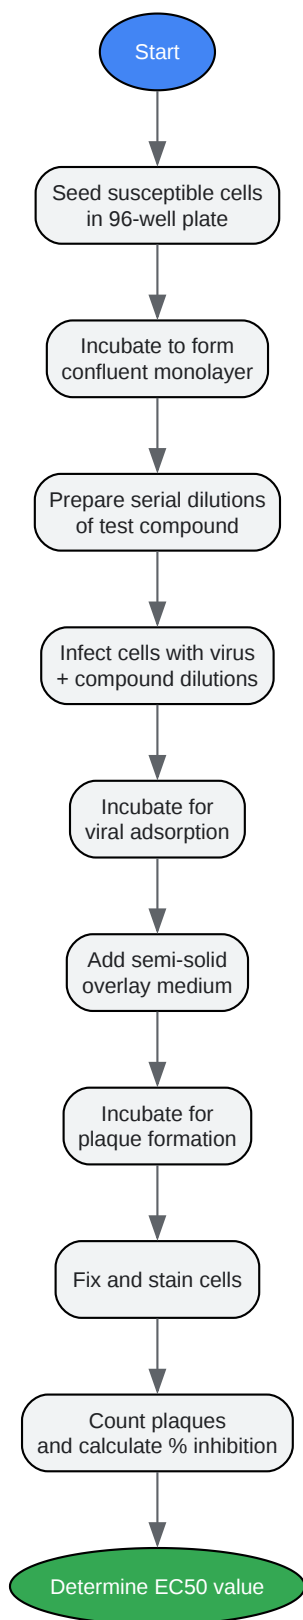 Start
Seed susceptible cells
in 96-well plate
Incubate to form
confluent monolayer
Prepare serial dilutions
of test compound
Infect cells with virus
+ compound dilutions
Incubate for
viral adsorption
Add semi-solid
overlay medium
Incubate for
plaque formation
Fix and stain cells
Count plaques
and calculate % inhibition
Determine EC50 value